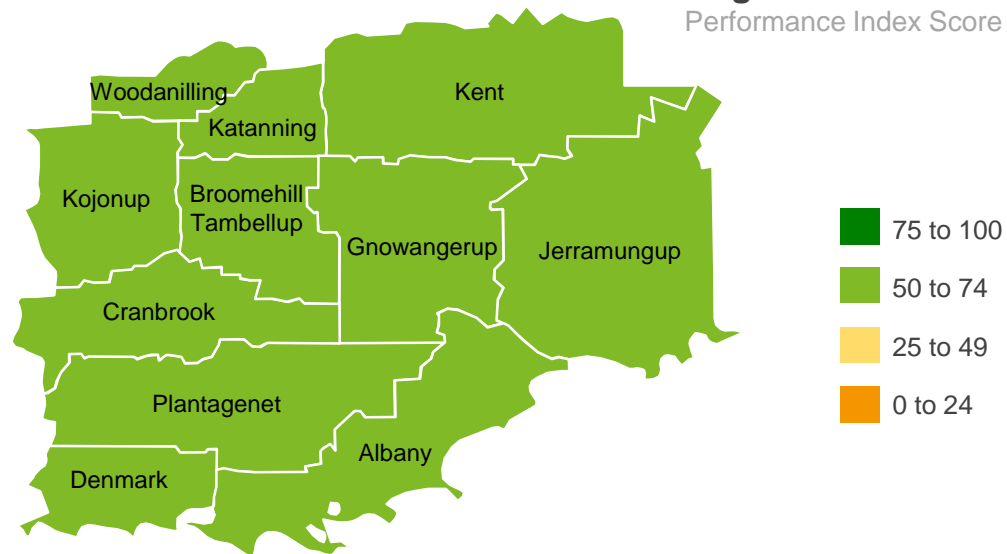 Performance Index Score
Woodanilling
Kent
Katanning
Kojonup
Broomehill
Tambellup
Gnowangerup
Jerramungup
Cranbrook
Plantagenet
Albany
Denmark
75 to 100
50 to 74
25 to 49
0 to 24